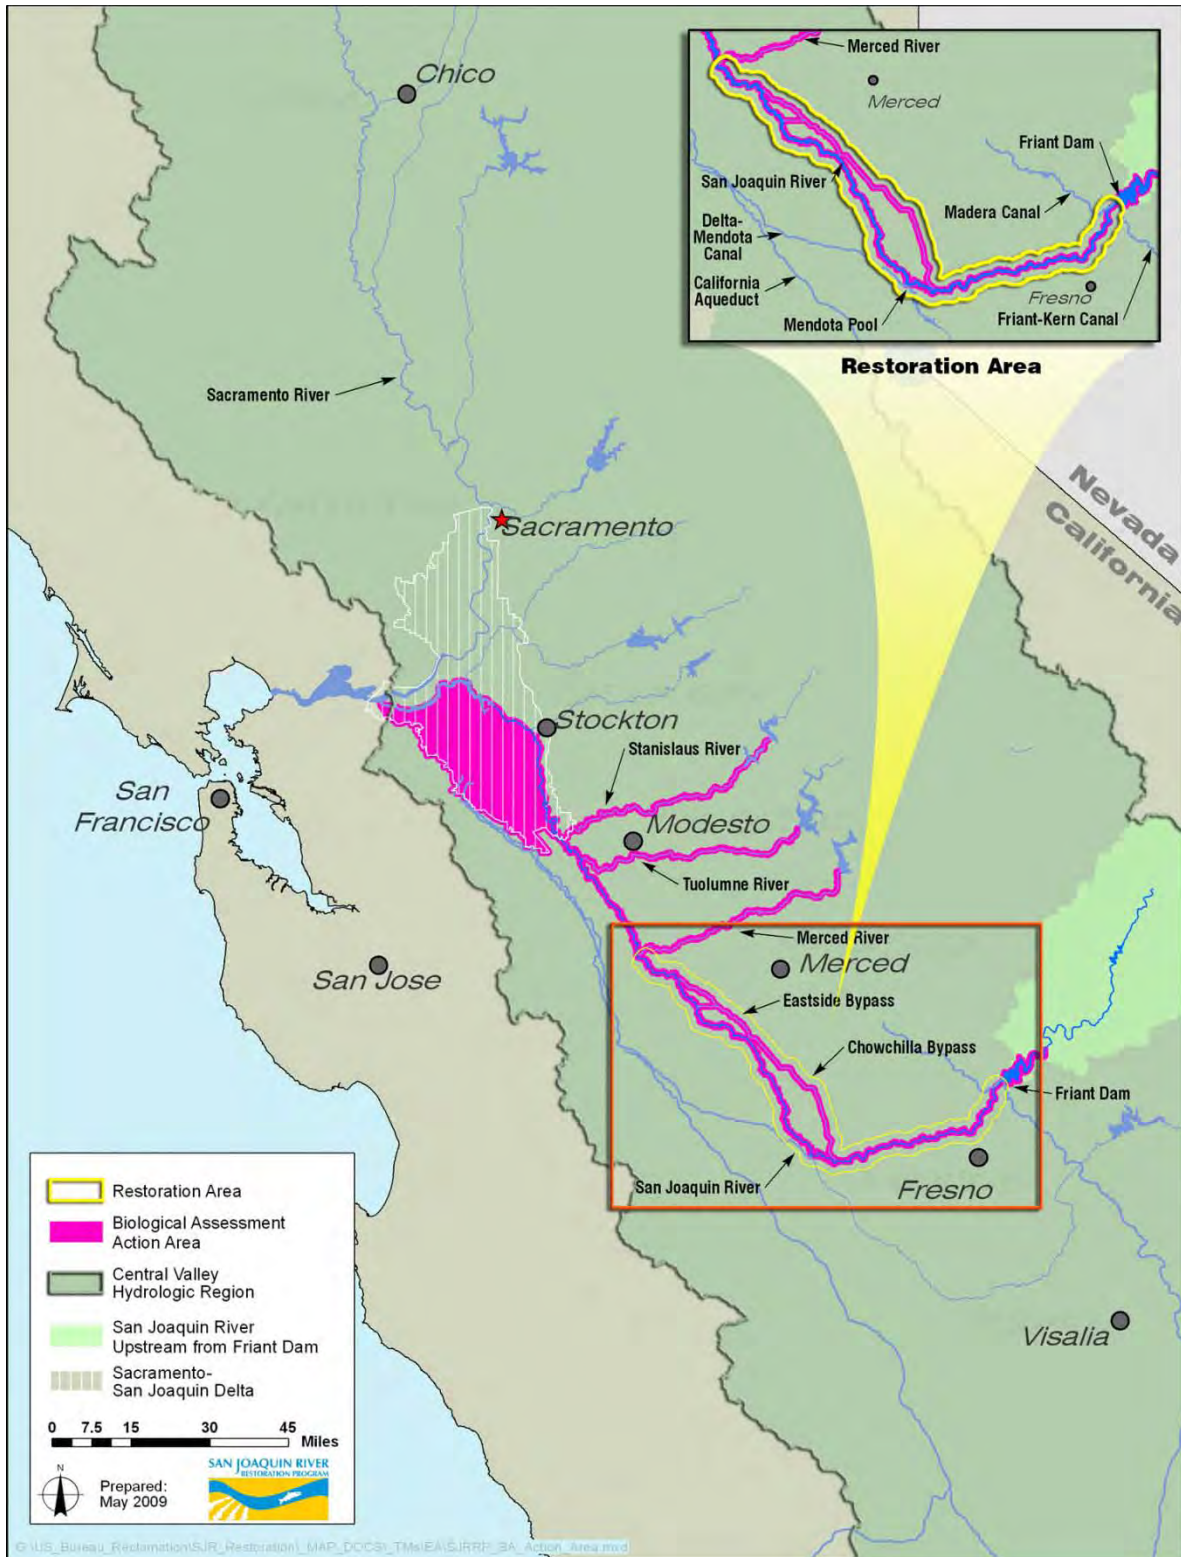 Chico
Merced River
Merced
Friant Dam
San Joaquin River
Madera Canal
Delta-
Mendota
Canal
California
Aqueduct
Fresno
Mendota Pool
Friant-Kern Canal
Restoration Area
Sacramento River
Nevada
California
Sacramento
Stockton
Stanislaus River
San
Francisco
Modesto
Tuolumne River
Merced River
Merced
San Jose
Eastside Bypass
Chowchilla Bypass
Friant Dam
San Joaquin River
Fresno
Visalia
Restoration Area
Biological Assessment
Action Area
Central Valley
Hydrologic Region
San Joaquin River
Upstream from Friant Dam
Sacramento-
San Joaquin Delta
0 7.5 15 30 45
Miles
N
Prepared:
May 2009
SAN JOAQUIN RIVER
RESTORATION PROGRAM